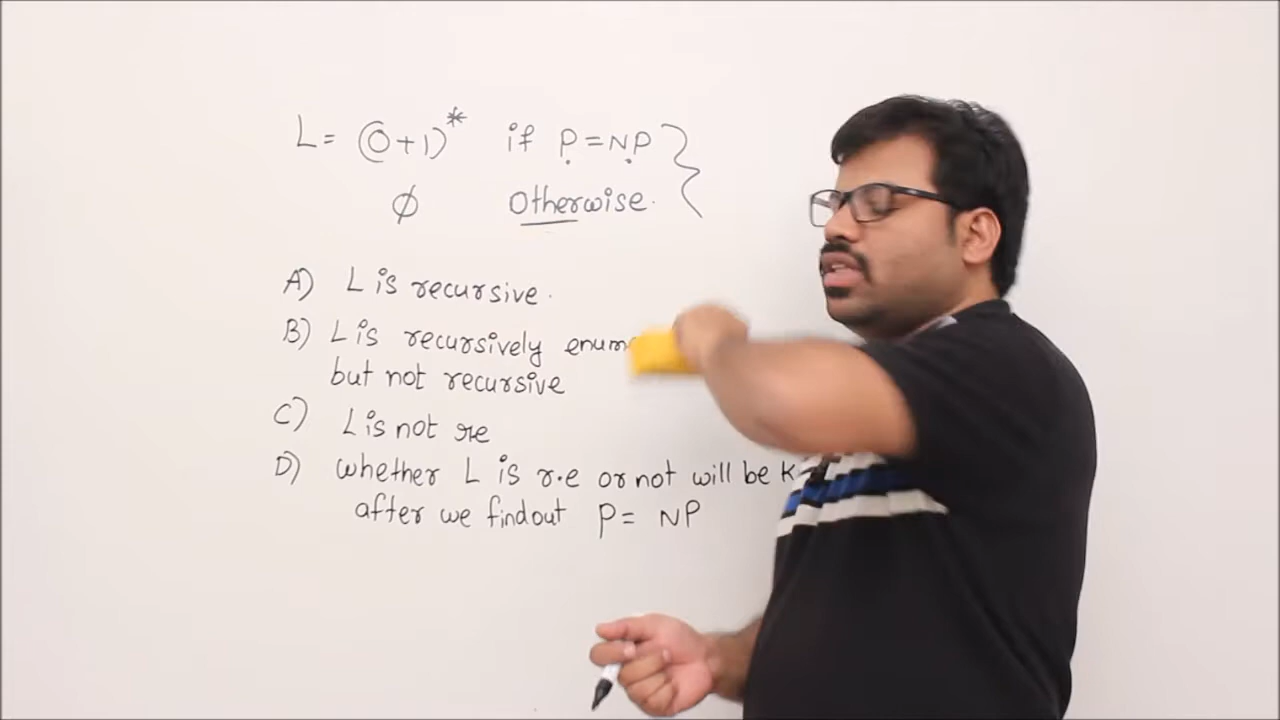 L= (0+1)* if P=NP
φ Otherwise.
A) L is recursive.
B) L is recursively
but not recursive
C) L is not re
D) whether L is r.e or not will be
after we findout P= NP